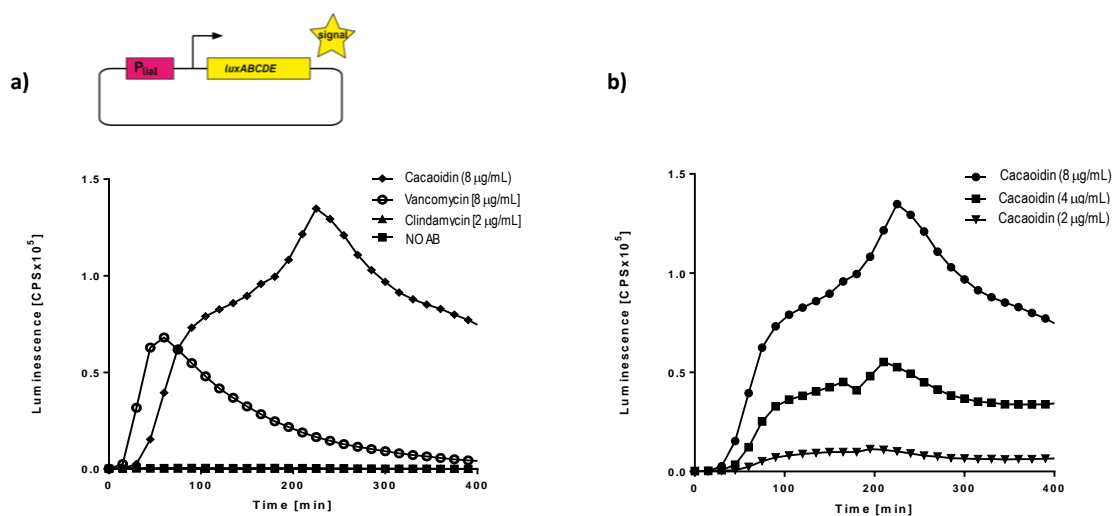 a)
P_liaI
luxABCDE
signal
Luminescence [CPSx10^5]
1.5
1.0
0.5
0.0
0
100
200
300
400
Time [min]
Cacaoidin (8 µg/mL)
Vancomycin [8 µg/mL]
Clindamycin [2 µg/mL]
NO AB
b)
Luminescence [CPSx10^5]
1.5
1.0
0.5
0.0
0
100
200
300
400
Time [min]
Cacaoidin (8 µg/mL)
Cacaoidin (4 µg/mL)
Cacaoidin (2 µg/mL)